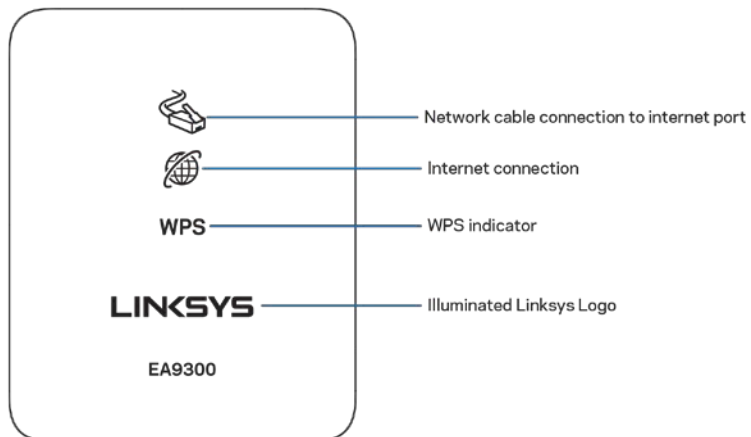 Network cable connection to internet port
Internet connection
WPS
WPS indicator
LINKSYS
Illuminated Linksys Logo
EA9300